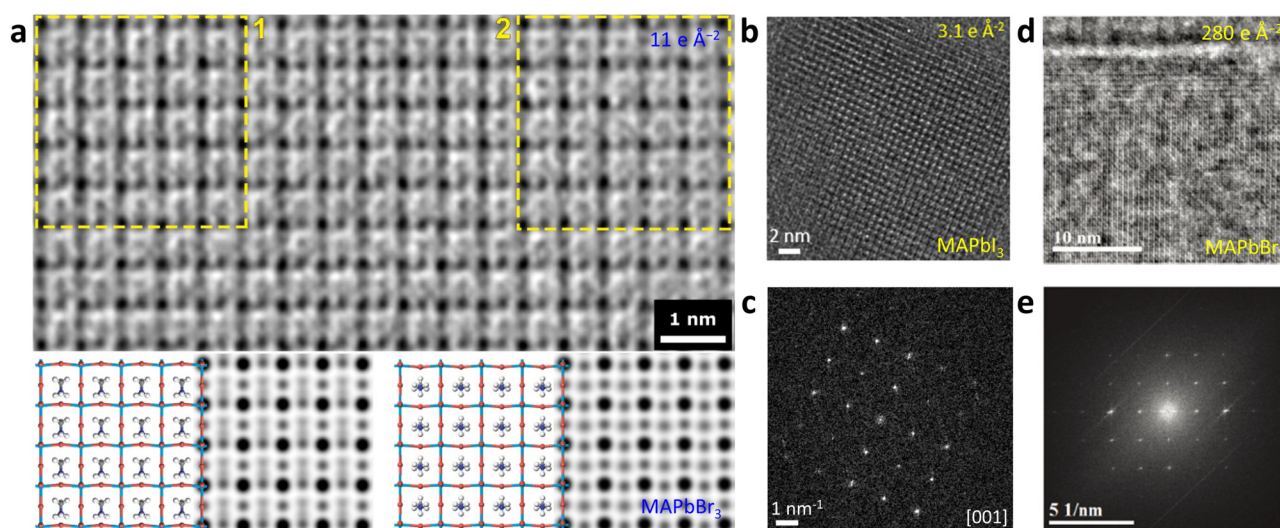 a
1
2
11 e Å⁻²
1 nm
MAPbBr₃
b
3.1 e Å⁻²
2 nm
MAPbI₃
c
1 nm⁻¹
[001]
d
280 e Å⁻²
10 nm
MAPbBr
e
5 1/nm